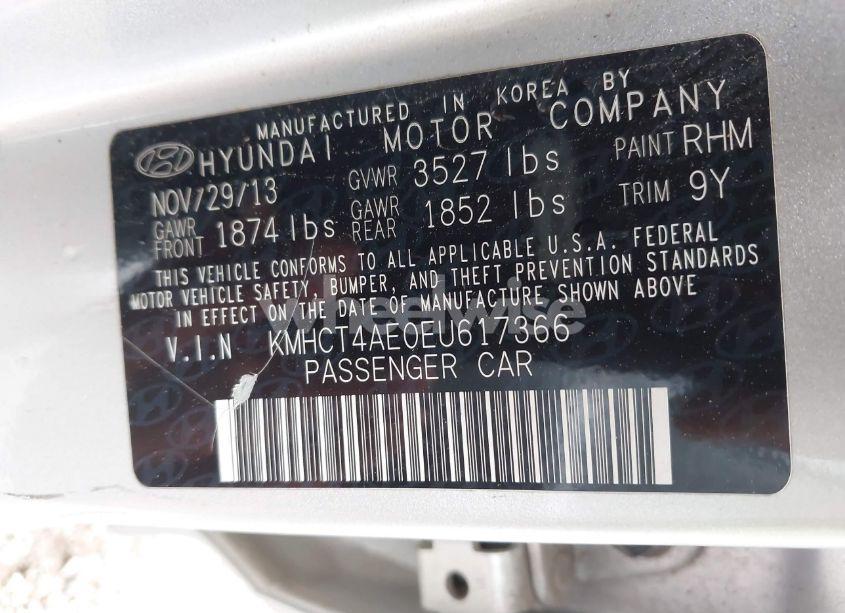 MANUFACTURED IN KOREA BY
HYUNDAI MOTOR COMPANY
NOV/29/13 GVWR 3527 lbs PAINT RHM
GAWR FRONT 1874 lbs GAWR REAR 1852 lbs TRIM 9Y
THIS VEHICLE CONFORMS TO ALL APPLICABLE U.S.A. FEDERAL
MOTOR VEHICLE SAFETY, BUMPER, AND THEFT PREVENTION STANDARDS
IN EFFECT ON THE DATE OF MANUFACTURE SHOWN ABOVE
wheelwise
V.I.N KMHCT4AE0EU617366
PASSENGER CAR